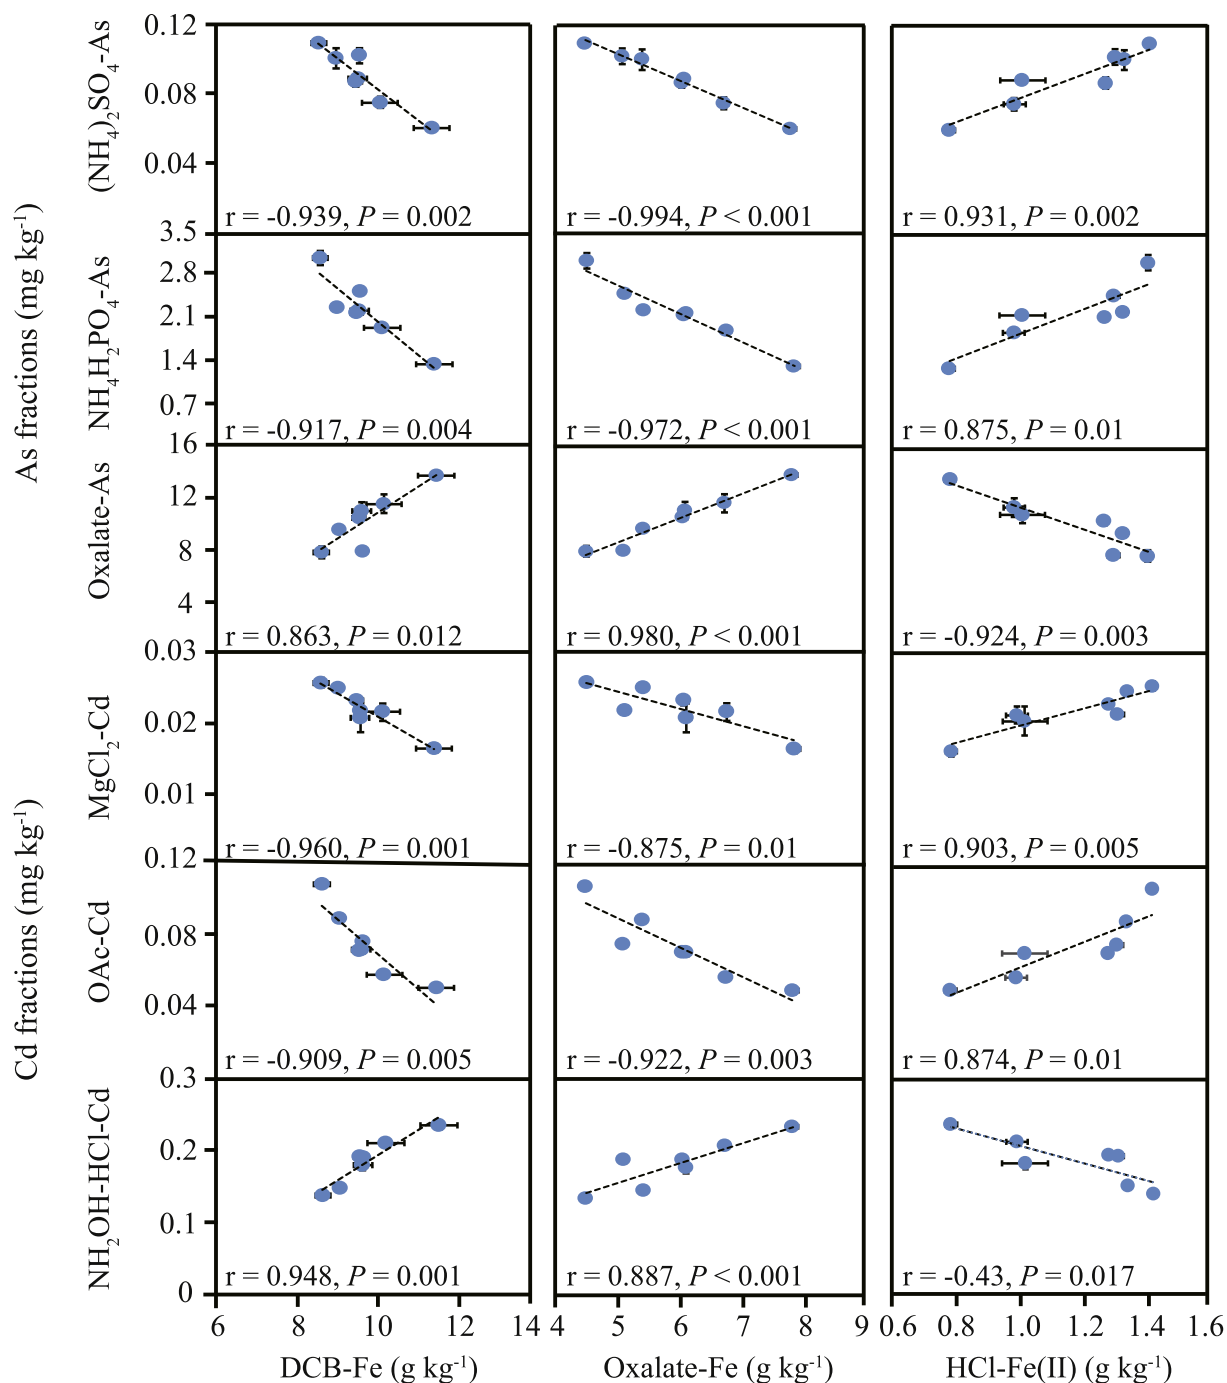 As fractions (mg kg⁻¹)
Cd fractions (mg kg⁻¹)
(NH₄)₂SO₄-As
0.12
0.08
0.04
r = -0.939, P = 0.002
r = -0.994, P < 0.001
r = 0.931, P = 0.002
NH₄H₂PO₄-As
3.5
2.8
2.1
1.4
0.7
r = -0.917, P = 0.004
r = -0.972, P < 0.001
r = 0.875, P = 0.01
Oxalate-As
16
12
8
4
r = 0.863, P = 0.012
r = 0.980, P < 0.001
r = -0.924, P = 0.003
MgCl₂-Cd
0.03
0.02
0.01
r = -0.960, P = 0.001
r = -0.875, P = 0.01
r = 0.903, P = 0.005
OAc-Cd
0.12
0.08
0.04
r = -0.909, P = 0.005
r = -0.922, P = 0.003
r = 0.874, P = 0.01
NH₂OH-HCl-Cd
0.3
0.2
0.1
0
r = 0.948, P = 0.001
r = 0.887, P < 0.001
r = -0.43, P = 0.017
6 8 10 12 14
4 5 6 7 8 9
0.6 0.8 1.0 1.2 1.4 1.6
DCB-Fe (g kg⁻¹)
Oxalate-Fe (g kg⁻¹)
HCl-Fe(II) (g kg⁻¹)